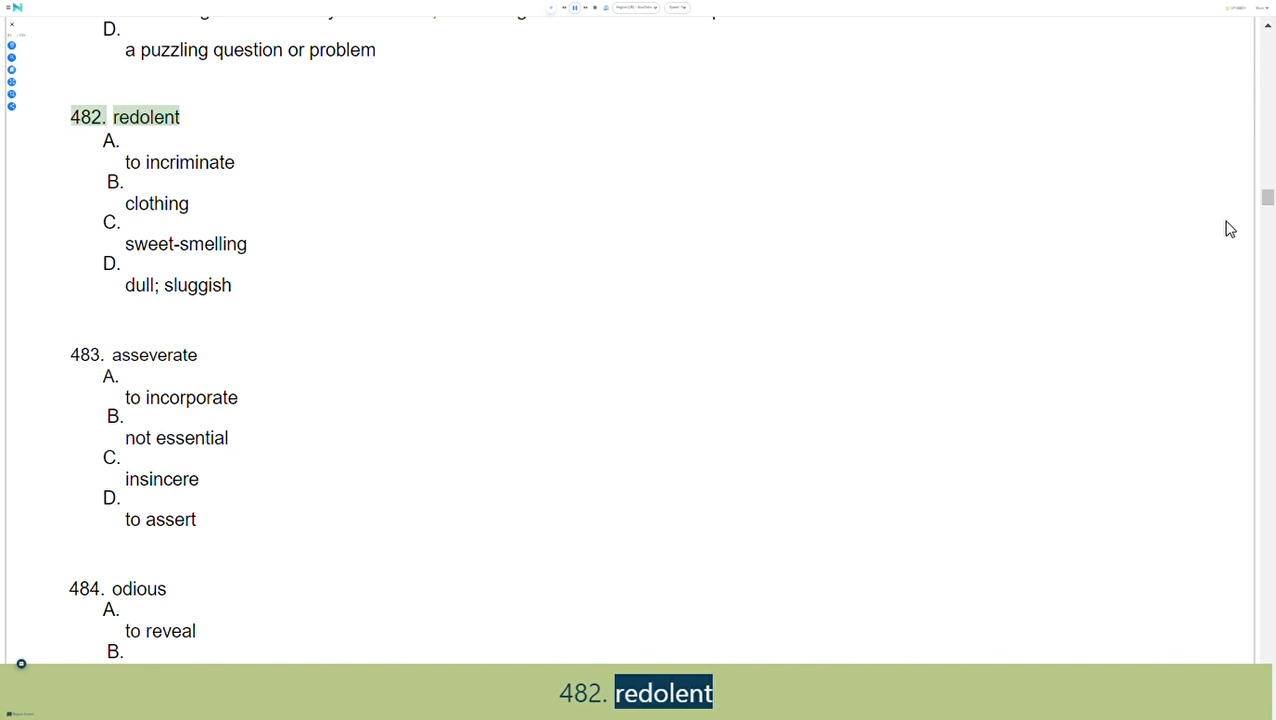 D.
a puzzling question or problem
482. redolent
A.
to incriminate
B.
clothing
C.
sweet-smelling
D.
dull; sluggish
483. asseverate
A.
to incorporate
B.
not essential
C.
insincere
D.
to assert
484. odious
A.
to reveal
B.
482. redolent